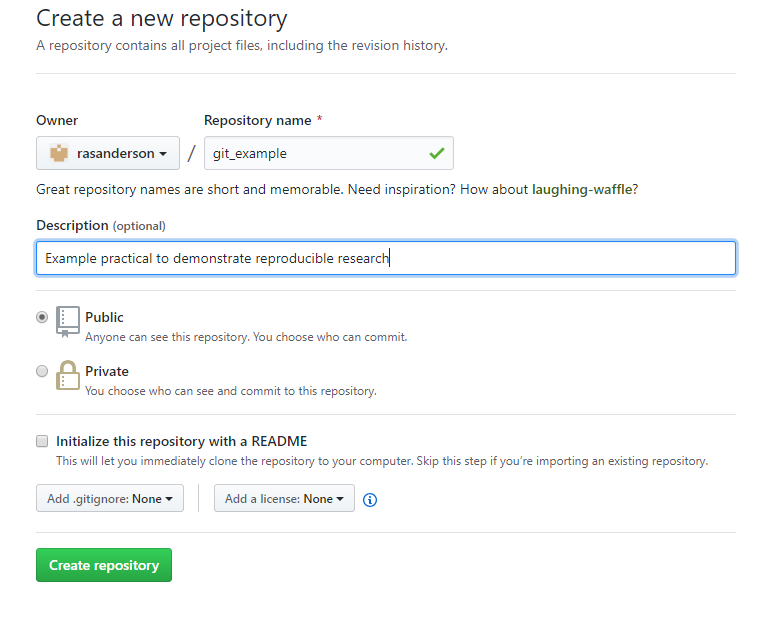 Create a new repository
A repository contains all project files, including the revision history.
Owner
Repository name *
rasanderson
/
git_example
Great repository names are short and memorable. Need inspiration? How about laughing-waffle?
Description (optional)
Example practical to demonstrate reproducible research
Public
Anyone can see this repository. You choose who can commit.
Private
You choose who can see and commit to this repository.
Initialize this repository with a README
This will let you immediately clone the repository to your computer. Skip this step if you're importing an existing repository.
Add .gitignore: None
Add a license: None
Create repository